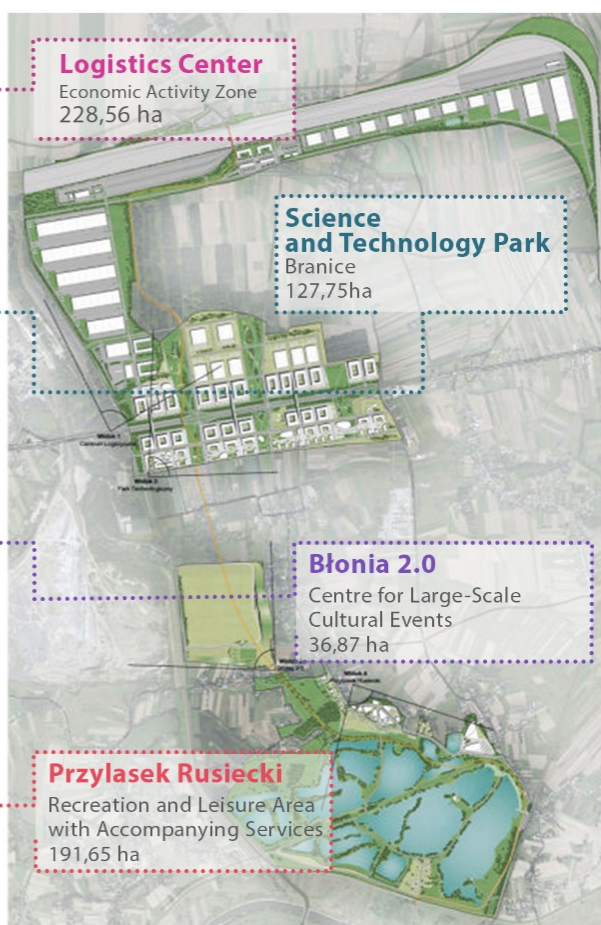 Logistics Center
Economic Activity Zone
228,56 ha
Science
and Technology Park
Branice
127,75ha
Błonia 2.0
Centre for Large-Scale
Cultural Events
36,87 ha
Przylasek Rusiecki
Recreation and Leisure Area
with Accompanying Services
191,65 ha